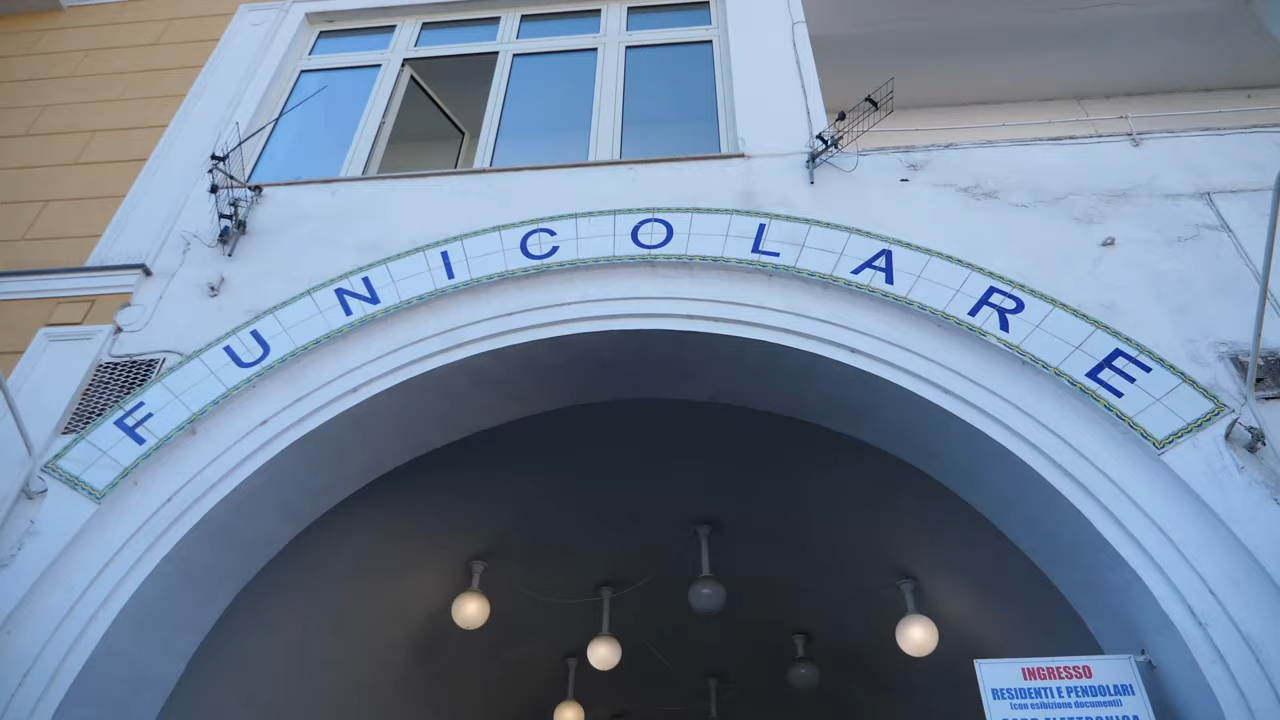 FUNICOLARE
INGRESSO
RESIDENTI E PENDOLARI
(con esibizione documenti)